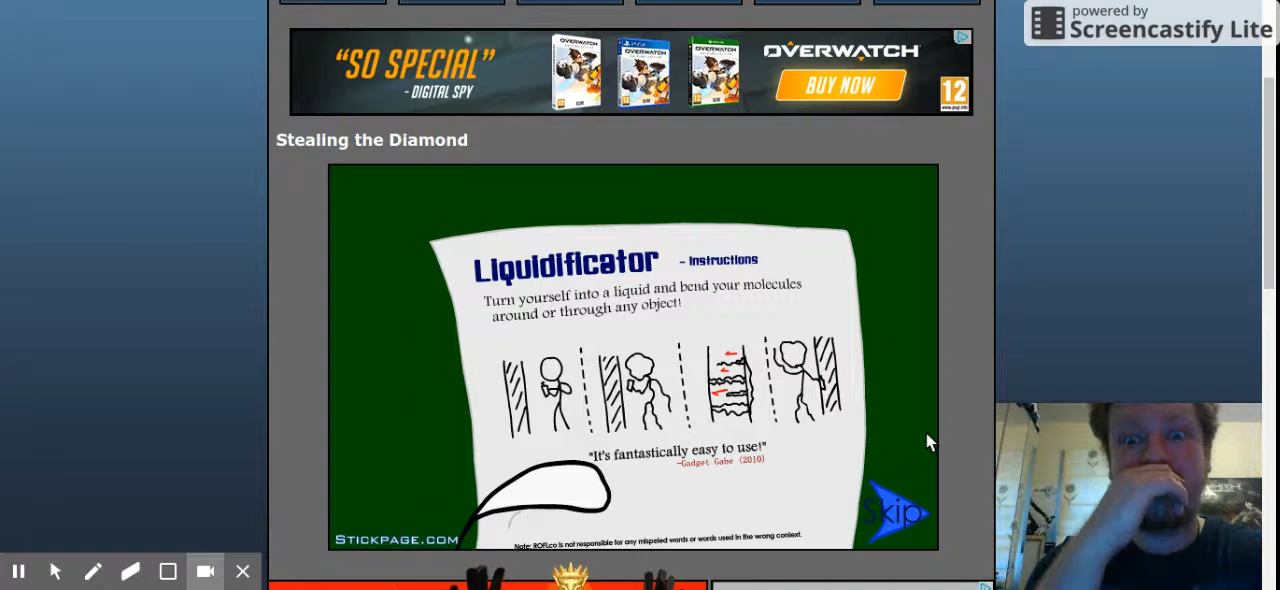 powered by
Screencastify Lite
“SO SPECIAL”
- DIGITAL SPY
OVERWATCH
BUY NOW
12
Stealing the Diamond
Liquidificator - Instructions
Turn yourself into a liquid and bend your molecules
around or through any object!
"It's fantastically easy to use!"
-Gadget Gabe (2010)
Skip
STICKPAGE.COM
Note: ROFLco is not responsible for any mispeled words or words used in the wrong context.